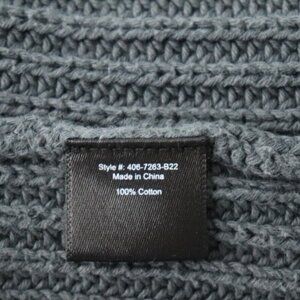 Style #: 406-7263-B22
Made in China
100% Cotton